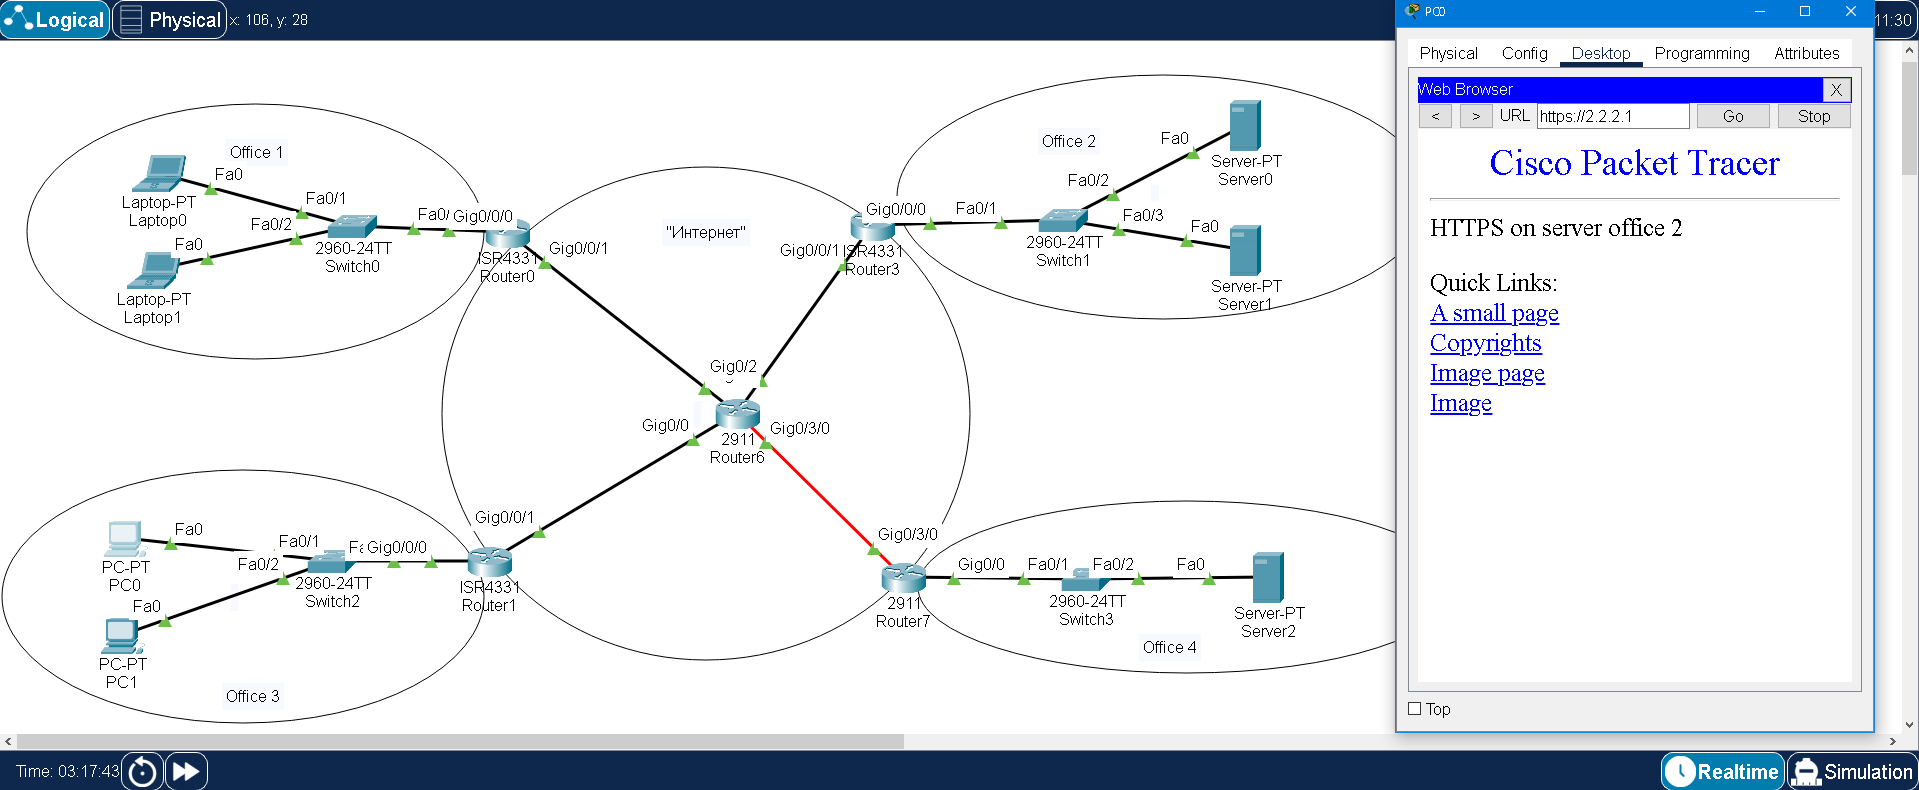 Logical
Physical
x: 106, y: 28
11:30
PC0
Physical
Config
Desktop
Programming
Attributes
Web Browser
X
<
>
URL
https://2.2.2.1
Go
Stop
Cisco Packet Tracer
HTTPS on server office 2
Quick Links:
A small page
Copyrights
Image page
Image
Top
Office 1
Fa0
Laptop-PT
Laptop0
Fa0/1
Fa0/2
Fa0
Laptop-PT
Laptop1
2960-24TT
Switch0
Fa0/
Gig0/0/0
ISR4331
Router0
Gig0/0/1
"Интернет"
Gig0/0/0
Gig0/0/1
ISR4331
Router3
Office 2
Fa0/1
Fa0/2
Fa0
Server-PT
Server0
2960-24TT
Switch1
Fa0/3
Fa0
Server-PT
Server1
Gig0/2
Gig0/0
Gig0/3/0
2911
Router6
Gig0/0/1
Fa0
PC-PT
PC0
Fa0/1
Fa0/2
Gig0/0/0
2960-24TT
Switch2
Fa0
PC-PT
PC1
ISR4331
Router1
Office 3
Gig0/3/0
Gig0/0
2911
Router7
Fa0/1
Fa0/2
2960-24TT
Switch3
Fa0
Server-PT
Server2
Office 4
Time: 03:17:43
Realtime
Simulation